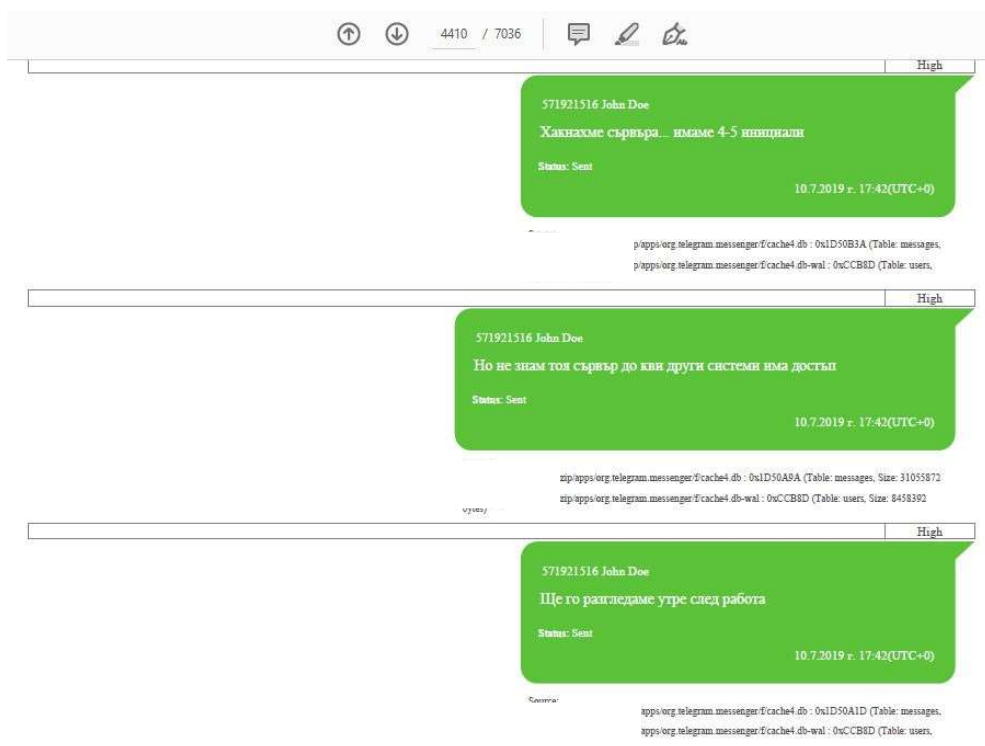 4410 / 7036
High
571921516 John Doe
Хакнахме сървъра... имаме 4-5 инициали
Status: Sent
10.7.2019 г. 17:42(UTC+0)
p/apps/org.telegram.messenger/f/cache4.db : 0x1D50B3A (Table: messages,
p/apps/org.telegram.messenger/f/cache4.db-wal : 0xCCB8D (Table: users,
High
571921516 John Doe
Но не знам тоя сървър до кви други системи има достъп
Status: Sent
10.7.2019 г. 17:42(UTC+0)
zip/apps/org.telegram.messenger/f/cache4.db : 0x1D50A9A (Table: messages, Size: 31055872
zip/apps/org.telegram.messenger/f/cache4.db-wal : 0xCCB8D (Table: users, Size: 8458392
bytes)
High
571921516 John Doe
Ще го разгледаме утре след работа
Status: Sent
10.7.2019 г. 17:42(UTC+0)
Source:
apps/org.telegram.messenger/f/cache4.db : 0x1D50A1D (Table: messages,
apps/org.telegram.messenger/f/cache4.db-wal : 0xCCB8D (Table: users,